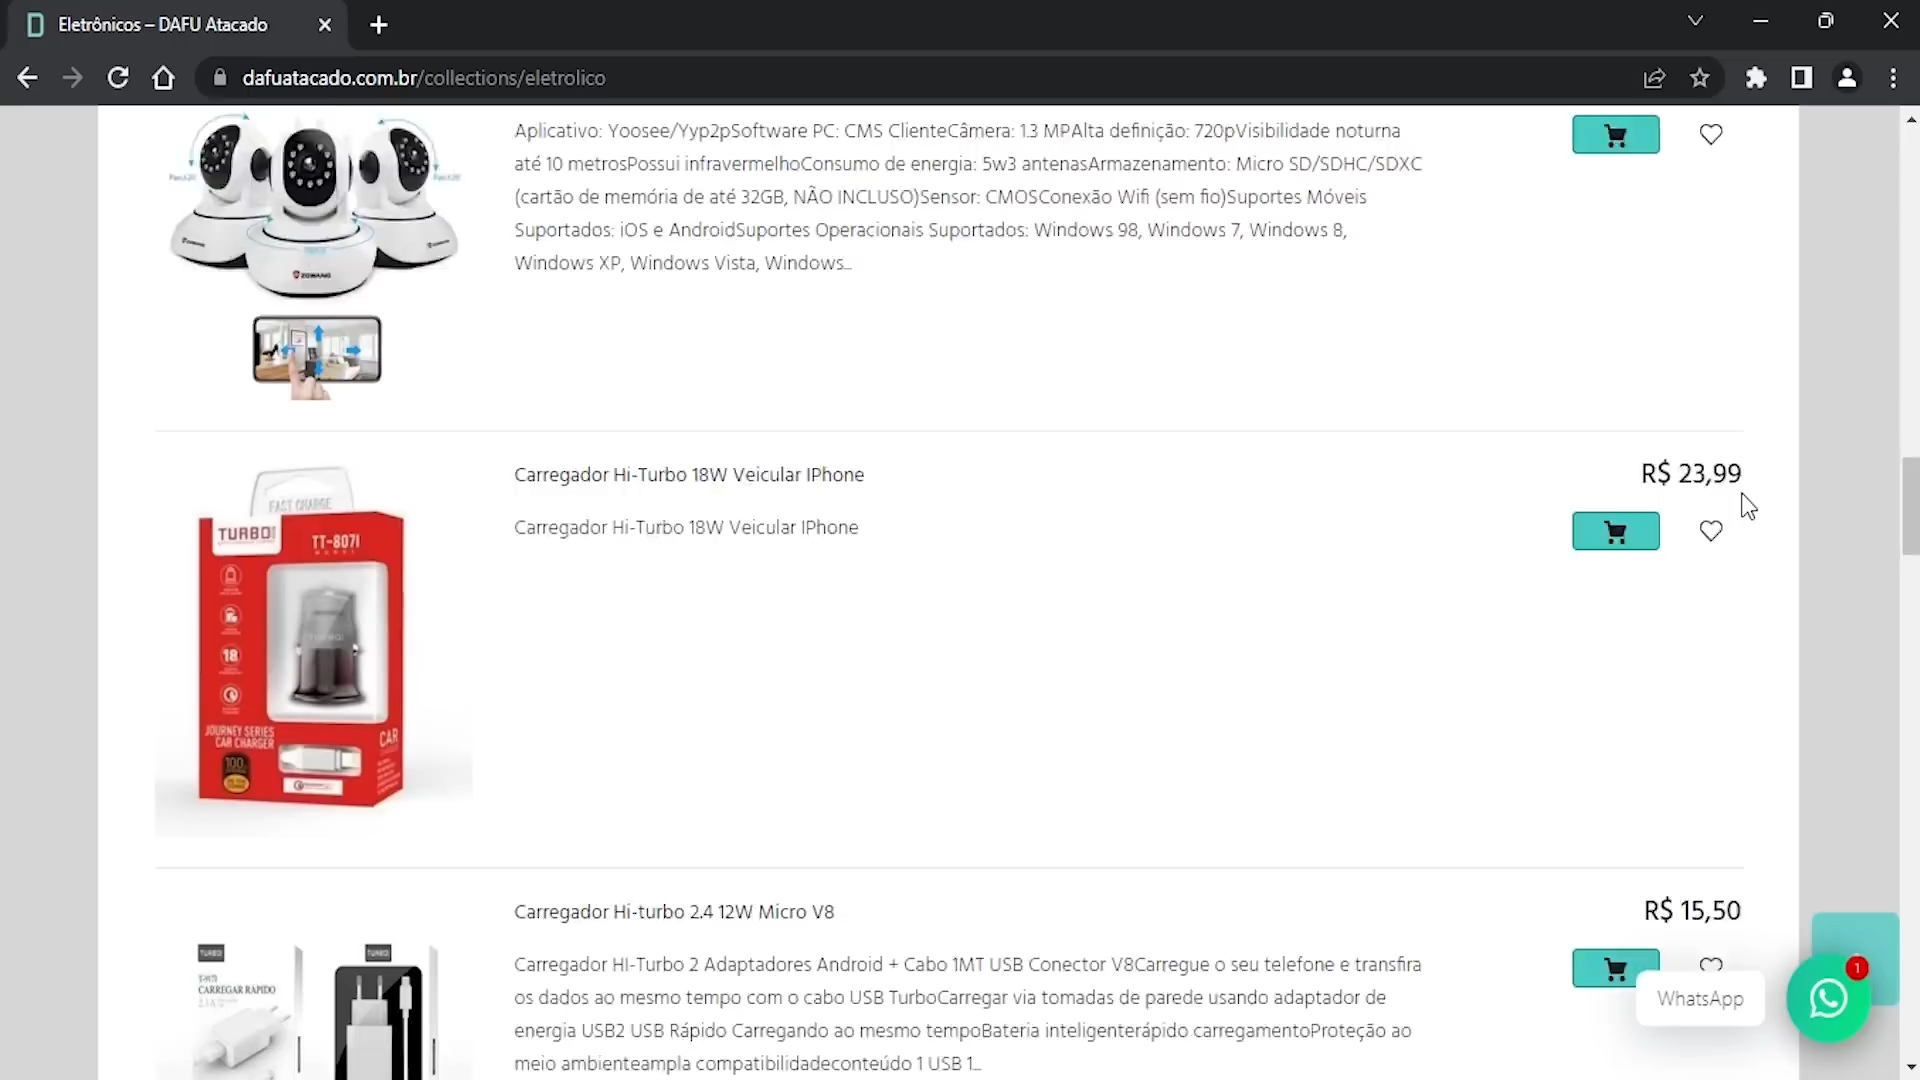 Eletrônicos – DAFU Atacado
dafuatacado.com.br/collections/eletrolico
Aplicativo: Yoosee/Yyp2pSoftware PC: CMS ClienteCâmera: 1.3 MPAlta definição: 720pVisibilidade noturna
até 10 metrosPossui infravermelhoConsumo de energia: 5w3 antenasArmazenamento: Micro SD/SDHC/SDXC
(cartão de memória de até 32GB, NÃO INCLUSO)Sensor: CMOSConexão Wifi (sem fio)Suportes Móveis
Suportados: iOS e AndroidSuportes Operacionais Suportados: Windows 98, Windows 7, Windows 8,
Windows XP, Windows Vista, Windows...
Carregador Hi-Turbo 18W Veicular IPhone
R$ 23,99
Carregador Hi-Turbo 18W Veicular IPhone
FAST CHARGE
TURBO
TT-807I
18
JOURNEY SERIES
CAR CHARGER
CAR
100
Carregador Hi-turbo 2.4 12W Micro V8
R$ 15,50
Carregador HI-Turbo 2 Adaptadores Android + Cabo 1MT USB Conector V8Carregue o seu telefone e transfira
os dados ao mesmo tempo com o cabo USB TurboCarregar via tomadas de parede usando adaptador de
energia USB2 USB Rápido Carregando ao mesmo tempoBateria inteligenterápido carregamentoProteção ao
meio ambienteampla compatibilidadeconteúdo 1 USB 1...
TURBO
TURBO
CARREGAR RÁPIDO
WhatsApp
1